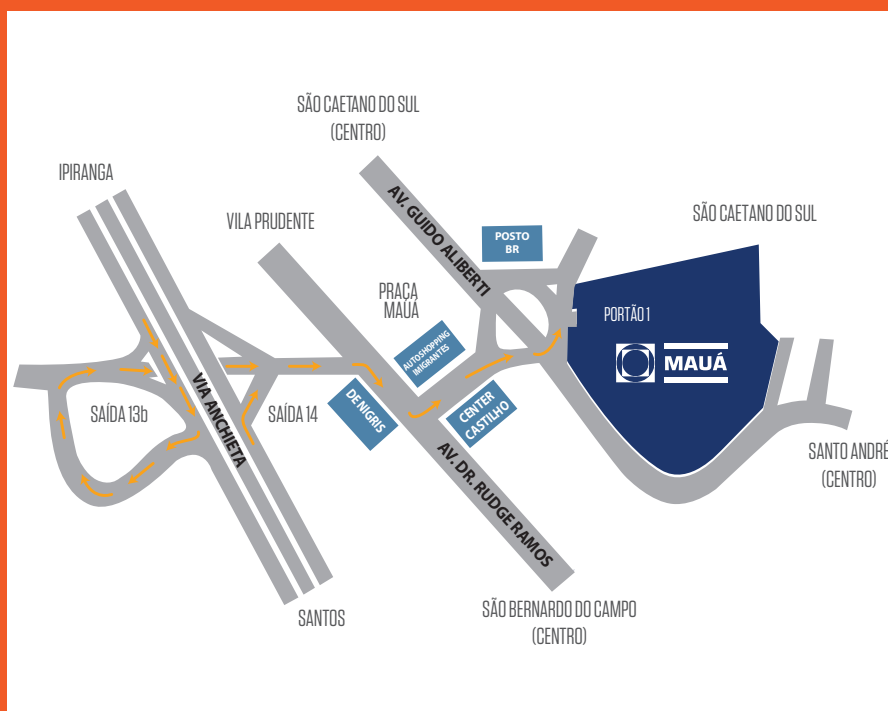 SÃO CAETANO DO SUL
(CENTRO)
IPIRANGA
VILA PRUDENTE
AV. GUIDO ALIBERTI
POSTO
BR
SÃO CAETANO DO SUL
PRAÇA
MAUÁ
PORTÃO 1
AUTOSHOPPING
IMIGRANTES
MAUÁ
VIA ANCHIETA
SAÍDA 13b
SAÍDA 14
DE NIGRIS
CENTER
CASTILHO
AV. DR. RUDGE RAMOS
SANTO ANDRÉ
(CENTRO)
SANTOS
SÃO BERNARDO DO CAMPO
(CENTRO)